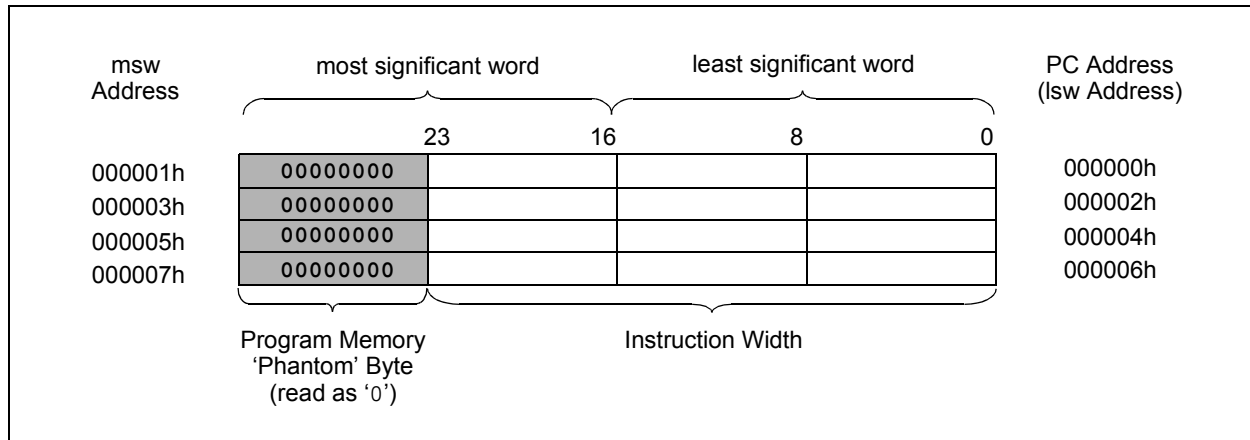 msw
Address
most significant word
least significant word
PC Address
(lsw Address)
23
16
8
0
000001h
00000000
000000h
000003h
00000000
000002h
000005h
00000000
000004h
000007h
00000000
000006h
Program Memory
‘Phantom’ Byte
(read as ‘0’)
Instruction Width